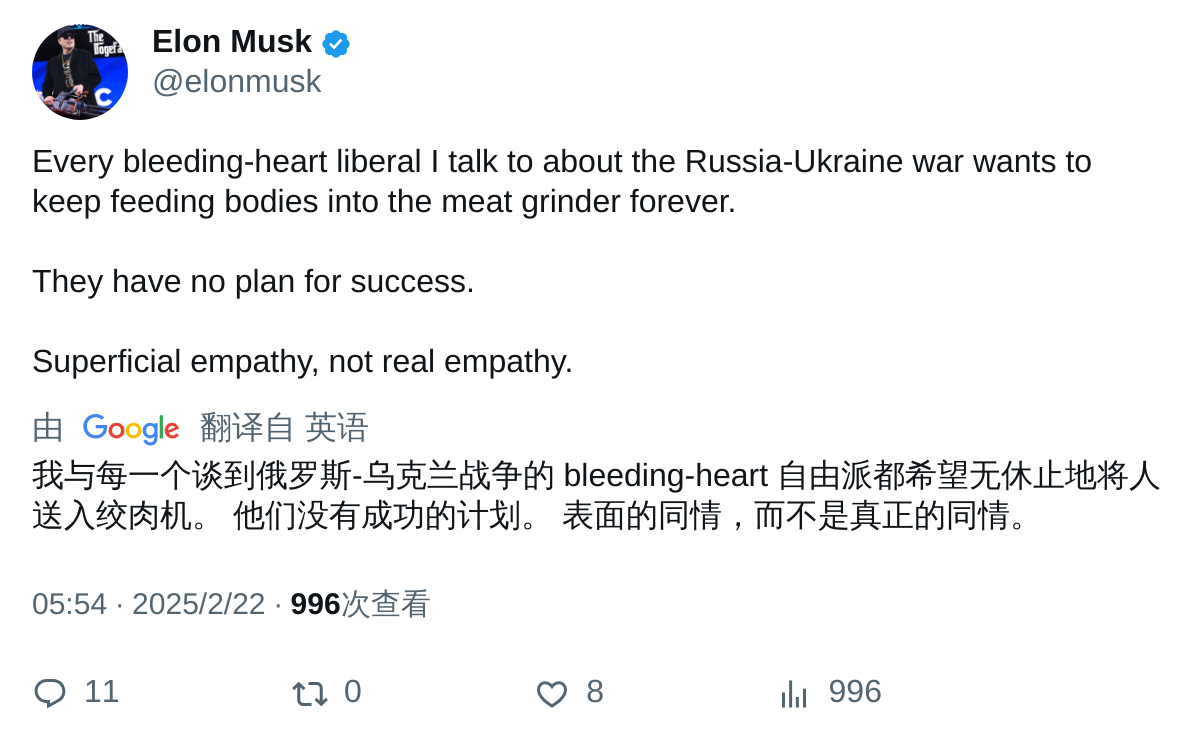 The
Dogefa
C
Elon Musk
@elonmusk
Every bleeding-heart liberal I talk to about the Russia-Ukraine war wants to
keep feeding bodies into the meat grinder forever.
They have no plan for success.
Superficial empathy, not real empathy.
由 Google 翻译自 英语
我与每一个谈到俄罗斯-乌克兰战争的 bleeding-heart 自由派都希望无休止地将人
送入绞肉机。 他们没有成功的计划。 表面的同情，而不是真正的同情。
05:54 · 2025/2/22 · 996次查看
11 0 8 996